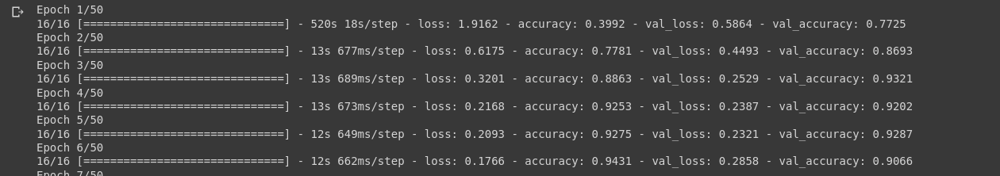 Epoch 1/50
16/16 [==============================] - 520s 18s/step - loss: 1.9162 - accuracy: 0.3992 - val_loss: 0.5864 - val_accuracy: 0.7725
Epoch 2/50
16/16 [==============================] - 13s 677ms/step - loss: 0.6175 - accuracy: 0.7781 - val_loss: 0.4493 - val_accuracy: 0.8693
Epoch 3/50
16/16 [==============================] - 13s 689ms/step - loss: 0.3201 - accuracy: 0.8863 - val_loss: 0.2529 - val_accuracy: 0.9321
Epoch 4/50
16/16 [==============================] - 13s 673ms/step - loss: 0.2168 - accuracy: 0.9253 - val_loss: 0.2387 - val_accuracy: 0.9202
Epoch 5/50
16/16 [==============================] - 12s 649ms/step - loss: 0.2093 - accuracy: 0.9275 - val_loss: 0.2321 - val_accuracy: 0.9287
Epoch 6/50
16/16 [==============================] - 12s 662ms/step - loss: 0.1766 - accuracy: 0.9431 - val_loss: 0.2858 - val_accuracy: 0.9066
Epoch 7/50